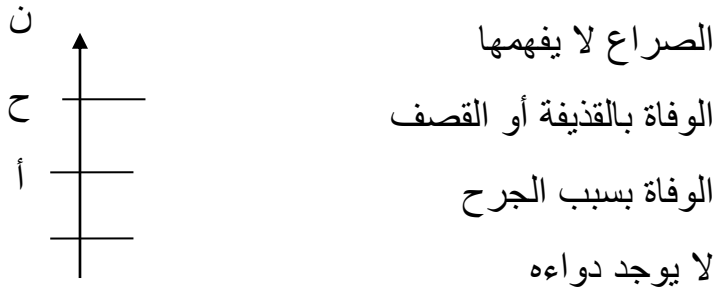 الصراع لا يفهمها
الوفاة بالقذيفة أو القصف
الوفاة بسبب الجرح
لا يوجد دواءه
ن
ح
أ